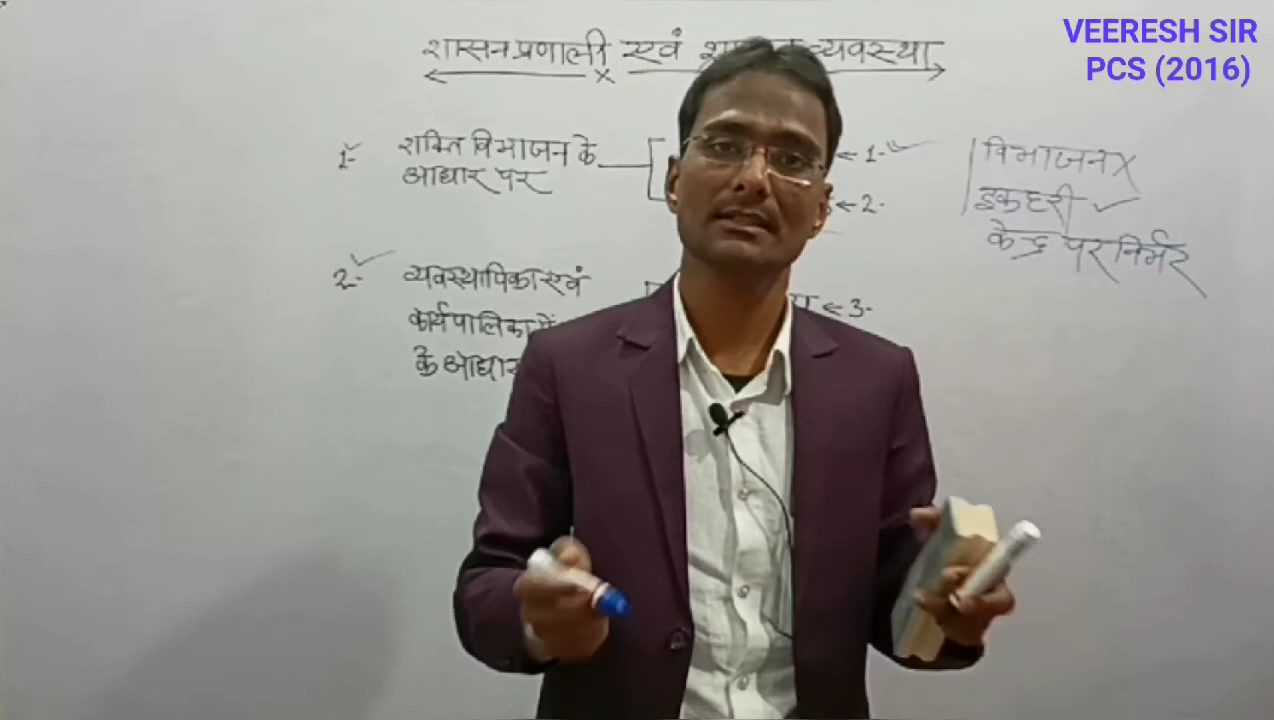 शासन प्रणाली एवं व्यवस्था
VEERESH SIR
PCS (2016)
1- शक्ति विभाजन के
आधार पर
← 1-
← 2-
विभाजन X
इकहरी ✓
केन्द्र पर निर्भर
2- व्यवस्थापिका एवं
कार्यपालिका में
के आधार
← 3-